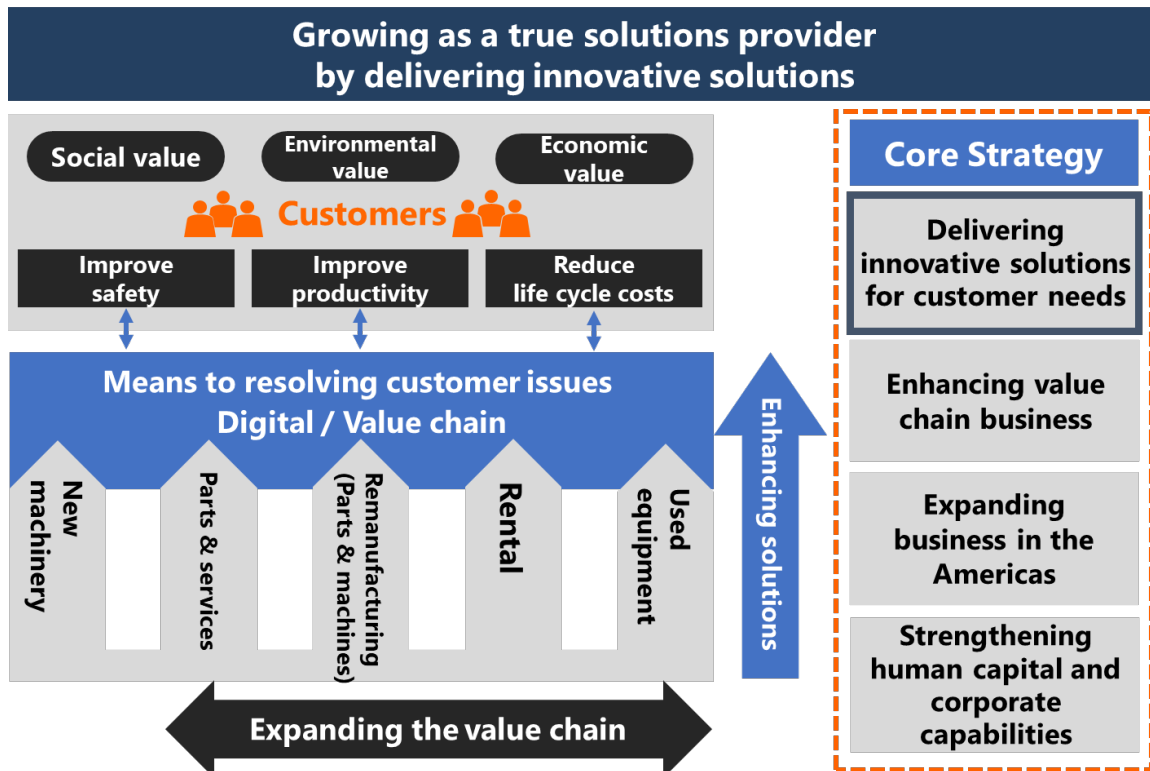 Growing as a true solutions provider
by delivering innovative solutions
Social value
Environmental
value
Economic
value
Customers
Improve
safety
Improve
productivity
Reduce
life cycle costs
Means to resolving customer issues
Digital / Value chain
New
machinery
Parts & services
Remanufacturing
(Parts & machines)
Rental
Used
equipment
Expanding the value chain
Enhancing solutions
Core Strategy
Delivering
innovative solutions
for customer needs
Enhancing value
chain business
Expanding
business in the
Americas
Strengthening
human capital and
corporate
capabilities